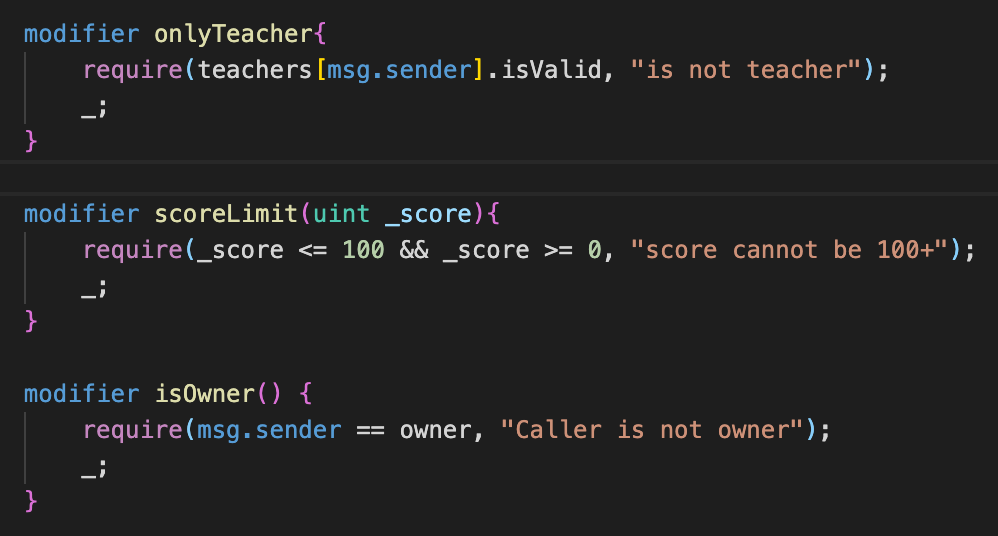 modifier onlyTeacher{
    require(teachers[msg.sender].isValid, "is not teacher");
    _;
}
modifier scoreLimit(uint _score){
    require(_score <= 100 && _score >= 0, "score cannot be 100+");
    _;
}
modifier isOwner() {
    require(msg.sender == owner, "Caller is not owner");
    _;
}